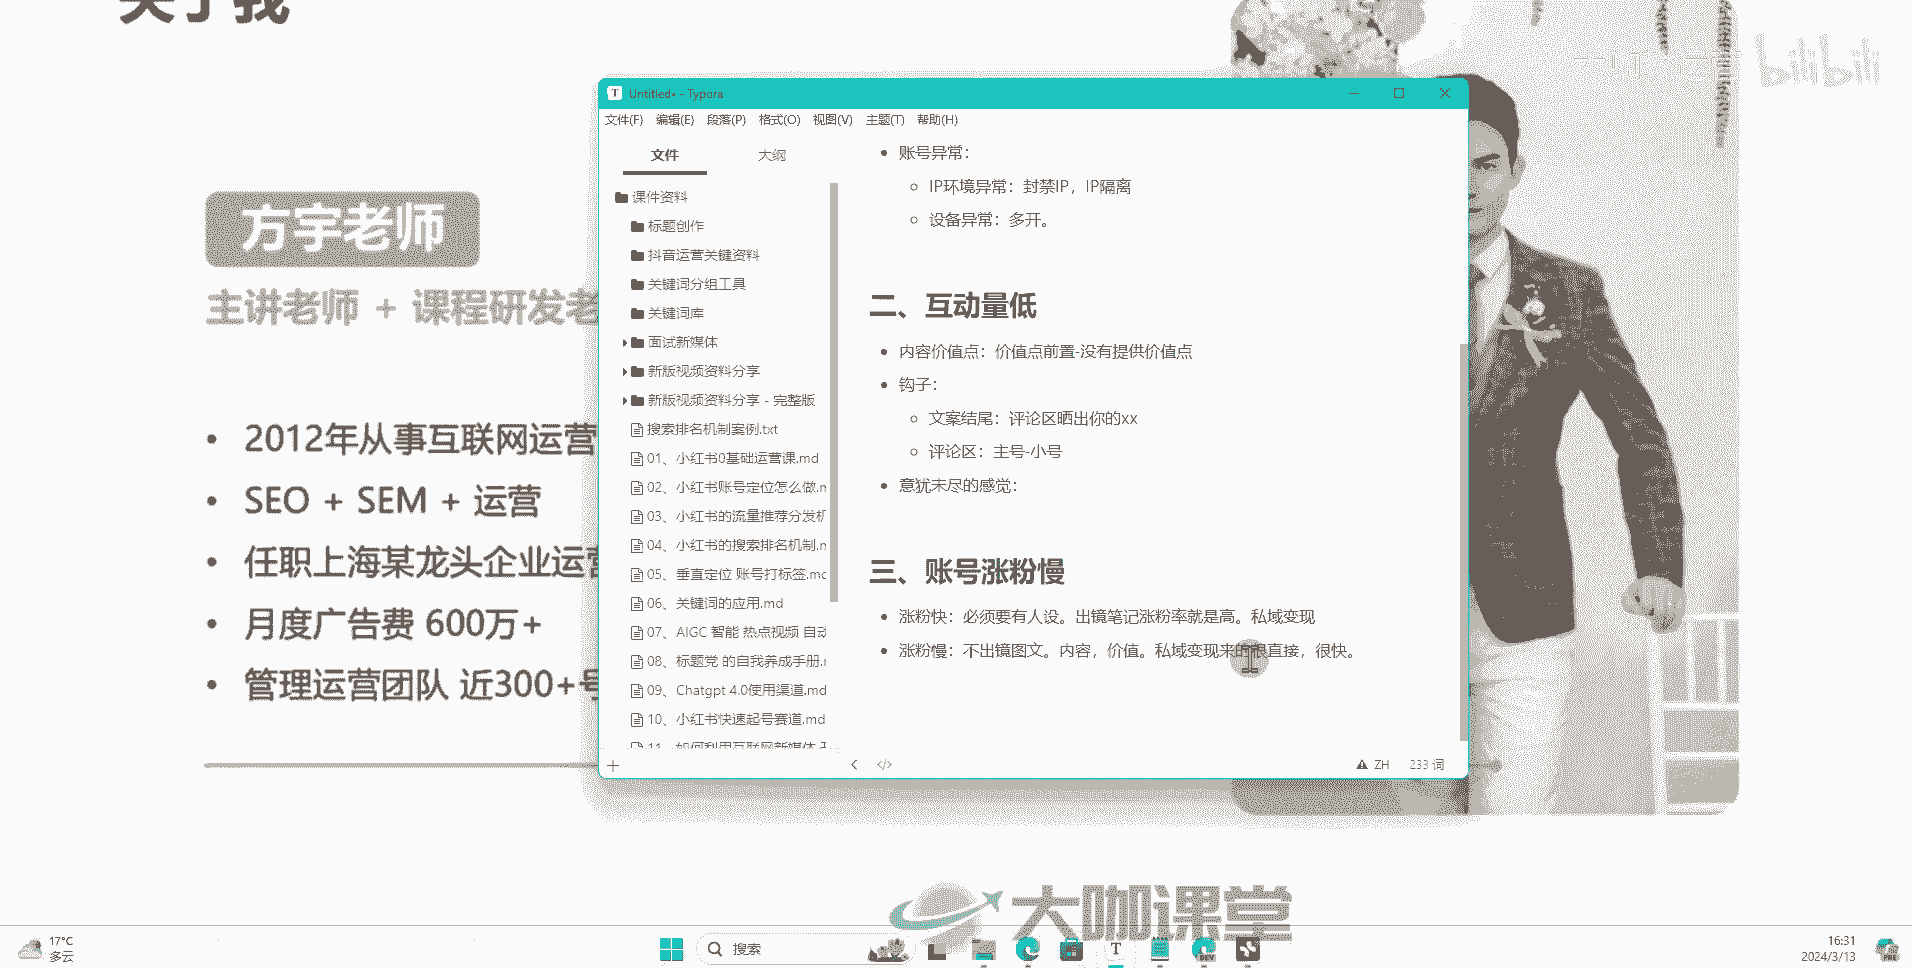 关于我
bilibili
方宇老师
主讲老师 + 课程研发老
2012年从事互联网运营
SEO + SEM + 运营
任职上海某龙头企业运营
月度广告费 600万+
管理运营团队 近300+号
Untitled• - Typora
文件(F) 编辑(E) 段落(P) 格式(O) 视图(V) 主题(T) 帮助(H)
文件 大纲
课件资料
标题创作
抖音运营关键资料
关键词分组工具
关键词库
面试新媒体
新版视频资料分享
新版视频资料分享 - 完整版
搜索排名机制案例.txt
01、小红书0基础运营课.md
02、小红书账号定位怎么做.m
03、小红书的流量推荐分发机
04、小红书的搜索排名机制.m
05、垂直定位 账号打标签.md
06、关键词的应用.md
07、AIGC 智能 热点视频 自动
08、标题党 的自我养成手册.m
09、Chatgpt 4.0使用渠道.md
10、小红书快速起号赛道.md
11、如何利用互联网新媒体
账号异常：
IP环境异常：封禁IP，IP隔离
设备异常：多开。
二、互动量低
内容价值点：价值点前置-没有提供价值点
钩子：
文案结尾：评论区晒出你的xx
评论区：主号-小号
意犹未尽的感觉：
三、账号涨粉慢
涨粉快：必须要有人设。出镜笔记涨粉率就是高。私域变现
涨粉慢：不出镜图文。内容，价值。私域变现来的很直接，很快。
ZH 233 词
大咖课堂
17°C
多云
搜索
T
DEV
16:31
2024/3/13
PRE